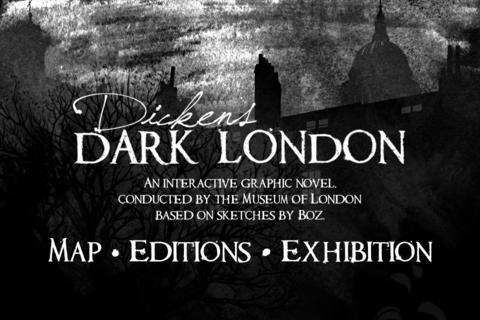 Dickens
DARK LONDON
AN INTERACTIVE GRAPHIC NOVEL.
CONDUCTED BY THE MUSEUM OF LONDON
BASED ON SKETCHES BY BOZ.
MAP • EDITIONS • EXHIBITION